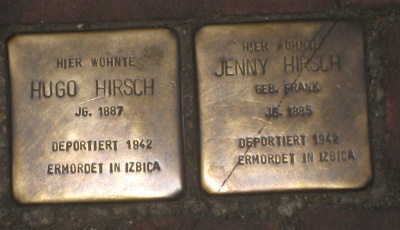 HIER WOHNTE
HUGO HIRSCH
JG. 1887
DEPORTIERT 1942
ERMORDET IN IZBICA
HIER WOHNTE
JENNY HIRSCH
GEB. FRANK
JG. 1885
DEPORTIERT 1942
ERMORDET IN IZBICA